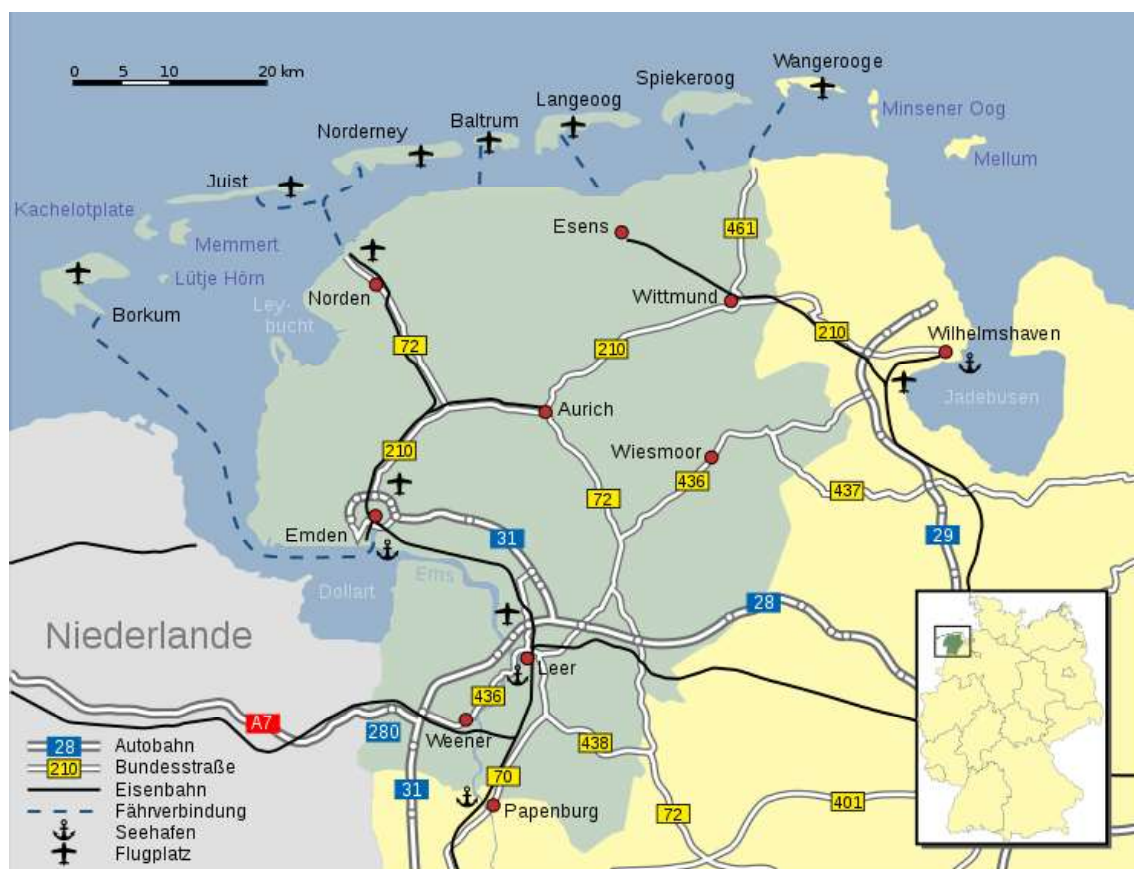 0 5 10 20 km
Wangerooge
Spiekeroog
Langeoog
Minsener Oog
Baltrum
Norderney
Mellum
Juist
Kachelotplate
Memmert
Esens
461
Lütje Hörn
Norden
Wittmund
Borkum
Ley-
bucht
210
Wilhelmshaven
72
210
Jadebusen
Aurich
210
Wiesmoor
436
437
72
Emden
31
29
Ems
Dollart
28
Niederlande
Leer
436
A7
280
Weener
438
70
31
Papenburg
401
72
28 Autobahn
210 Bundesstraße
Eisenbahn
Fährverbindung
Seehafen
Flugplatz